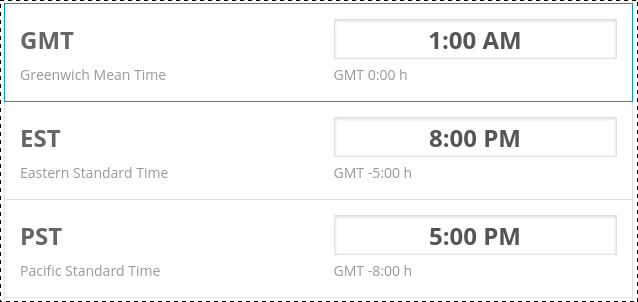 GMT 1:00 AM
Greenwich Mean Time GMT 0:00 h
EST 8:00 PM
Eastern Standard Time GMT -5:00 h
PST 5:00 PM
Pacific Standard Time GMT -8:00 h